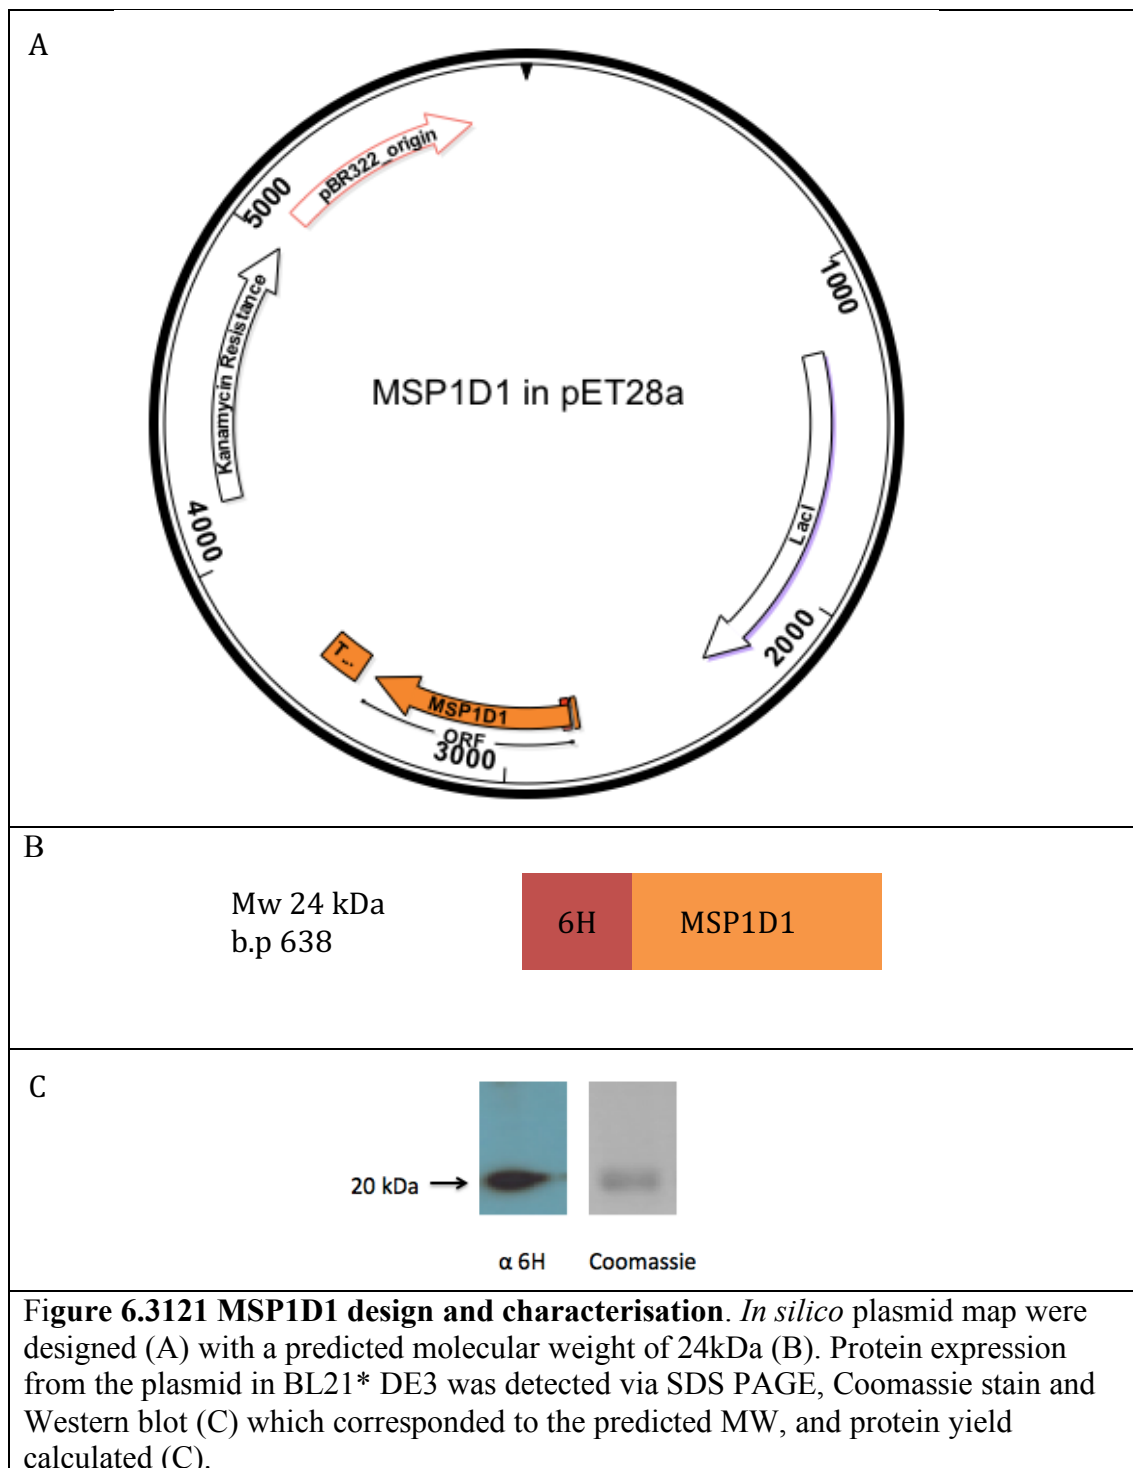 A
pBR322_origin
5000
1000
Kanamycin Resistance
MSP1D1 in pET28a
LacI
4000
2000
T...
MSP1D1
ORF
3000
B
Mw 24 kDa
b.p 638
6H
MSP1D1
C
20 kDa
α 6H
Coomassie
Figure 6.3121 MSP1D1 design and characterisation. In silico plasmid map were
designed (A) with a predicted molecular weight of 24kDa (B). Protein expression
from the plasmid in BL21* DE3 was detected via SDS PAGE, Coomassie stain and
Western blot (C) which corresponded to the predicted MW, and protein yield
calculated (C).